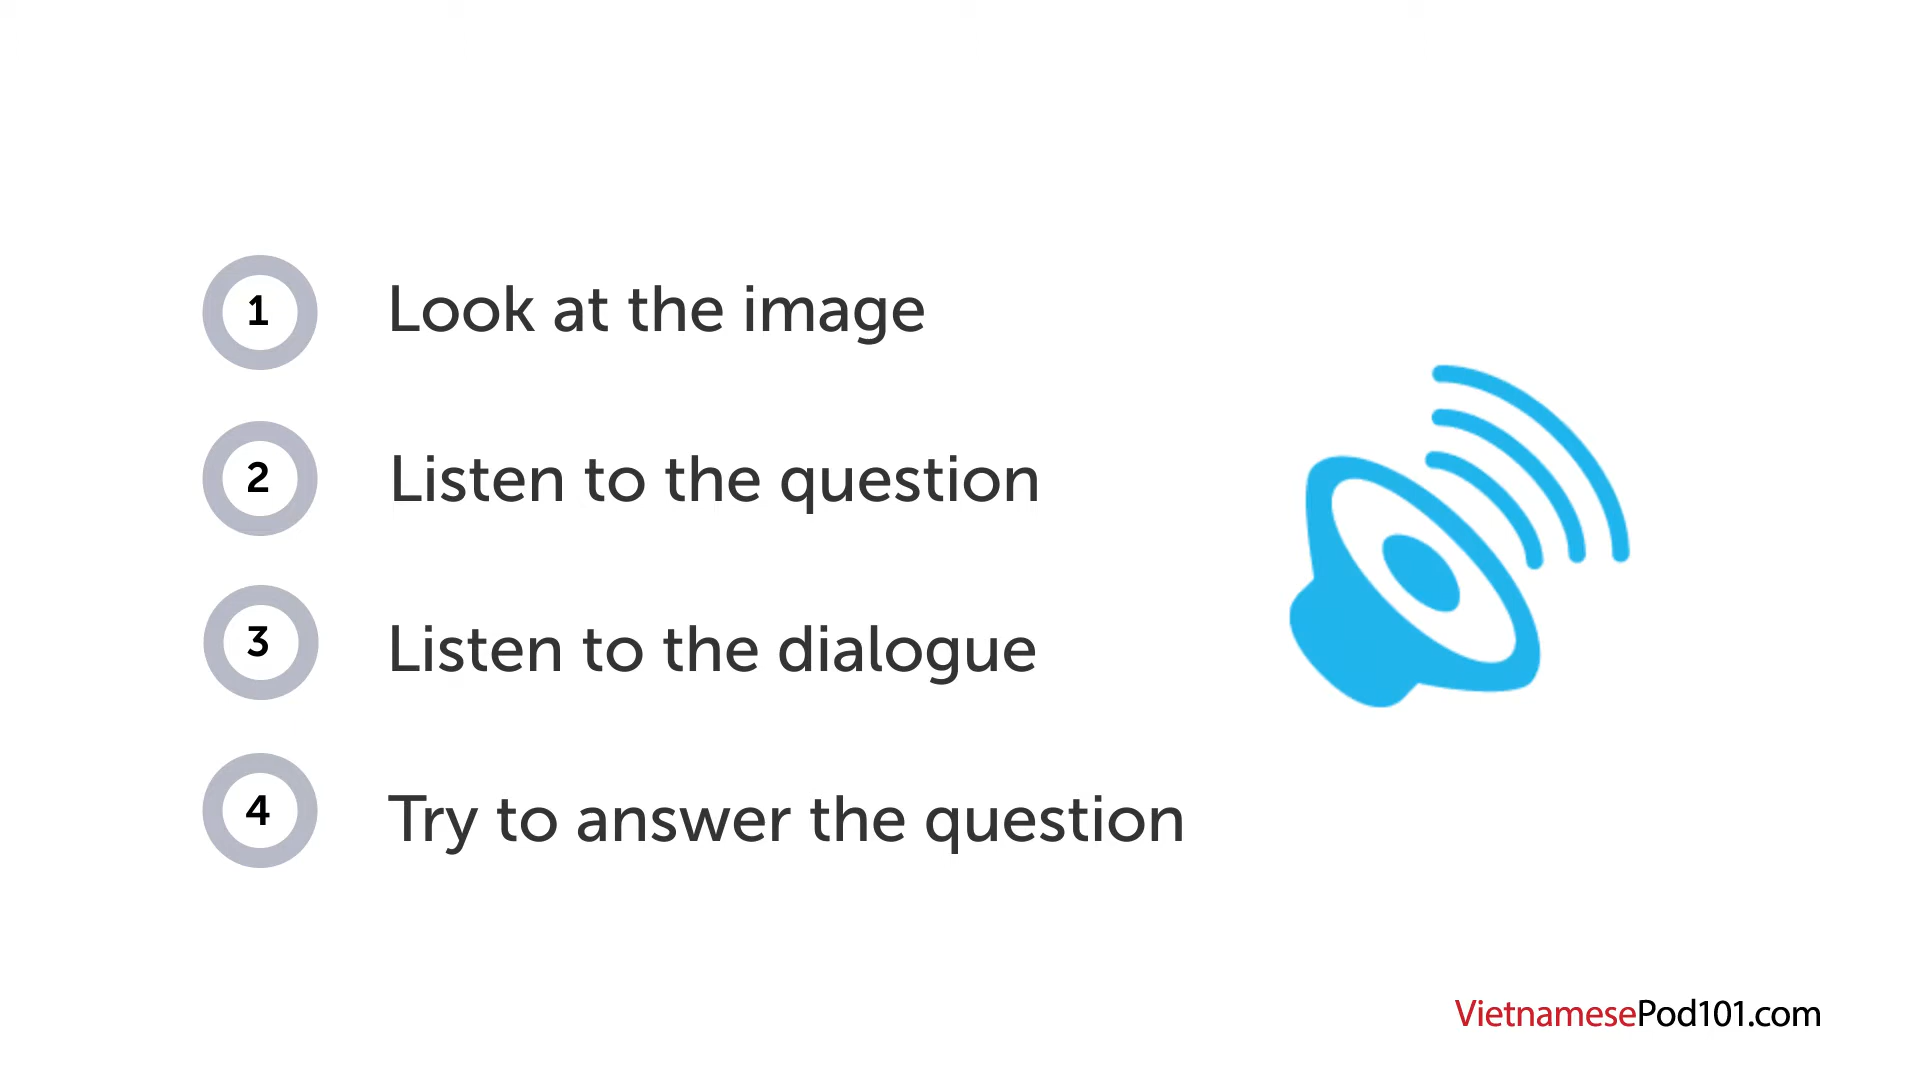 1 Look at the image
2 Listen to the question
3 Listen to the dialogue
4 Try to answer the question
VietnamesePod101.com